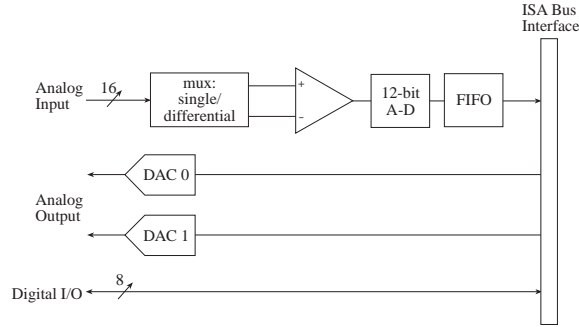 ISA Bus
Interface
Analog
Input
16
mux:
single/
differential
+
−
12-bit
A-D
FIFO
DAC 0
Analog
Output
DAC 1
Digital I/O
8